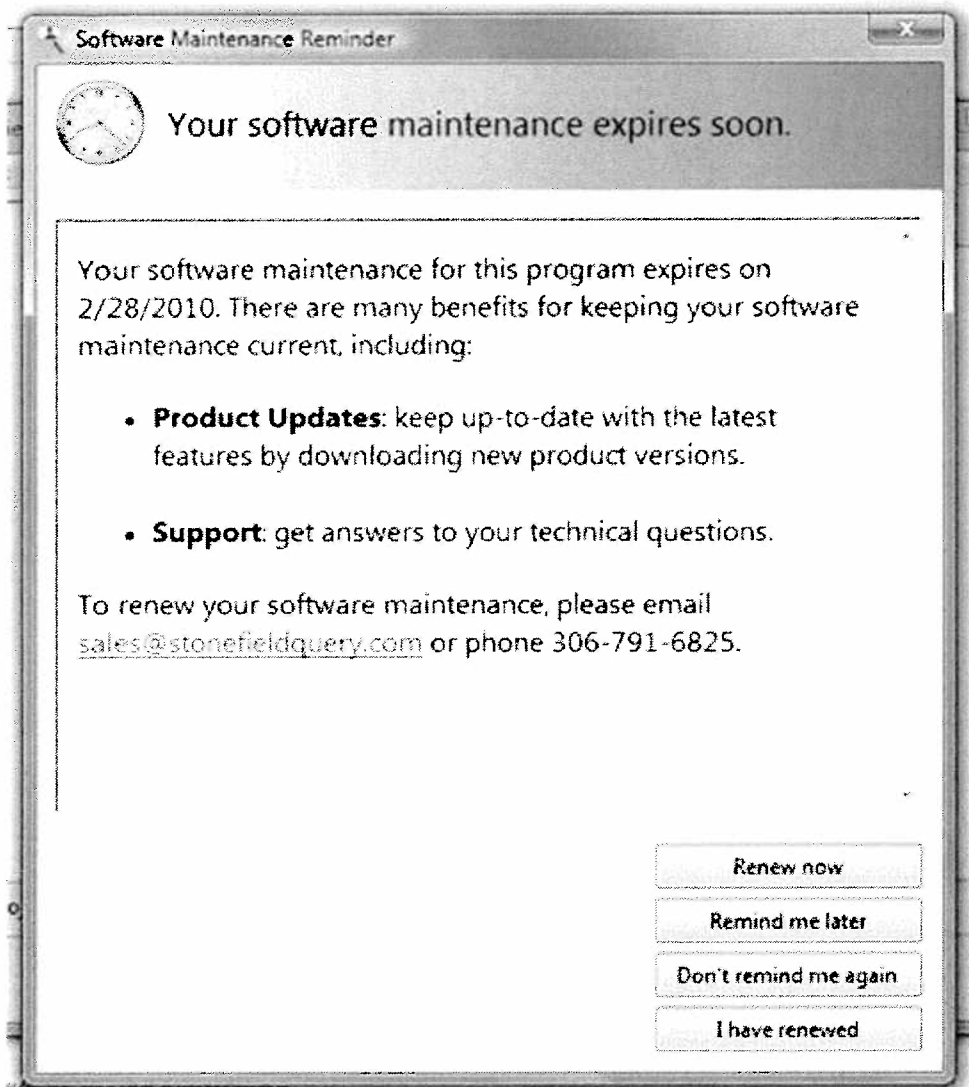 Software Maintenance Reminder
Your software maintenance expires soon.
Your software maintenance for this program expires on
2/28/2010. There are many benefits for keeping your software
maintenance current, including:
• Product Updates: keep up-to-date with the latest
features by downloading new product versions.
• Support: get answers to your technical questions.
To renew your software maintenance, please email
sales@stonefieldquery.com or phone 306-791-6825.
Renew now
Remind me later
Don't remind me again
I have renewed